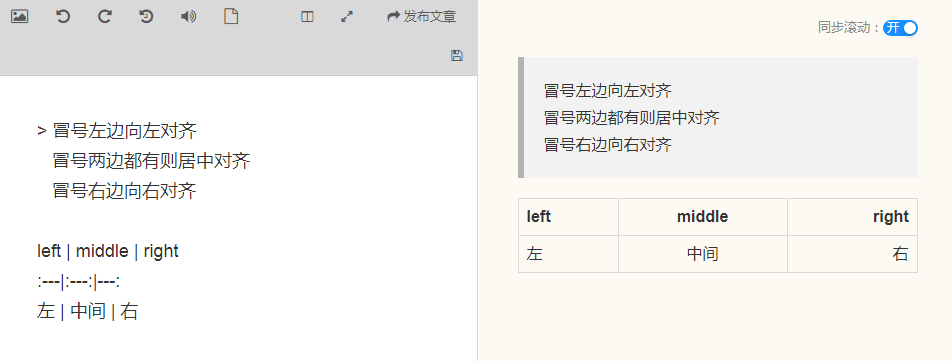 发布文章
> 冒号左边向左对齐
冒号两边都有则居中对齐
冒号右边向右对齐
left | middle | right
:---|:---:|---:
左 | 中间 | 右
同步滚动：开
冒号左边向左对齐
冒号两边都有则居中对齐
冒号右边向右对齐
left middle right
左 中间 右